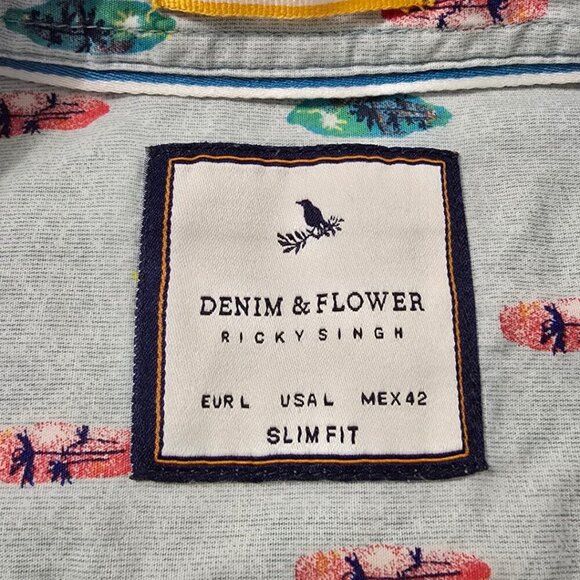 DENIM & FLOWER
RICKY SINGH
EUR L USA L MEX 42
SLIM FIT